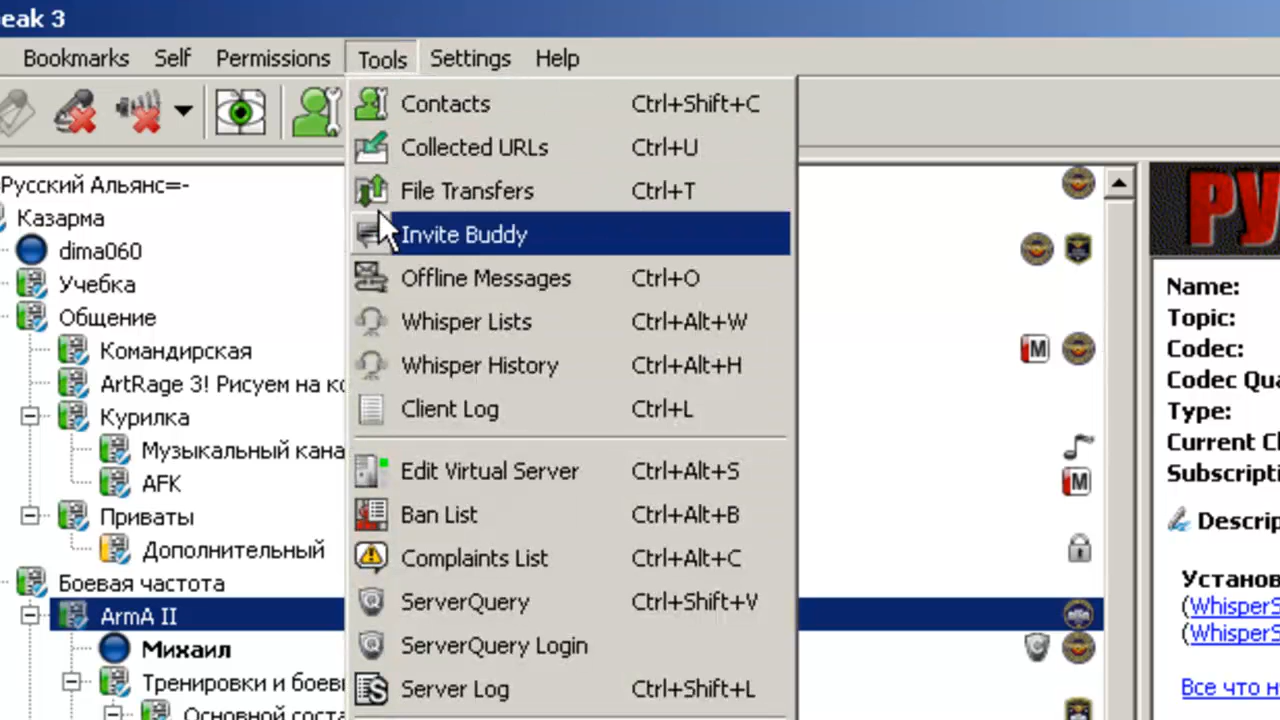 eak 3
Bookmarks Self Permissions Tools Settings Help
Contacts Ctrl+Shift+C
Collected URLs Ctrl+U
File Transfers Ctrl+T
Invite Buddy
Offline Messages Ctrl+O
Whisper Lists Ctrl+Alt+W
Whisper History Ctrl+Alt+H
Client Log Ctrl+L
Edit Virtual Server Ctrl+Alt+S
Ban List Ctrl+Alt+B
Complaints List Ctrl+Alt+C
ServerQuery Ctrl+Shift+V
ServerQuery Login
Server Log Ctrl+Shift+L
Русский Альянс=-
Казарма
dima060
Учебка
Общение
Командирская
ArtRage 3! Рисуем на ко
Курилка
Музыкальный кана
AFK
Приваты
Дополнительный
Боевая частота
ArmA II
Михаил
Тренировки и боев
Основной соста
M
M
РУ
Name:
Topic:
Codec:
Codec Qua
Type:
Current Cl
Subscripti
Descrip
Установ
(WhisperS
(WhisperS
Все что н